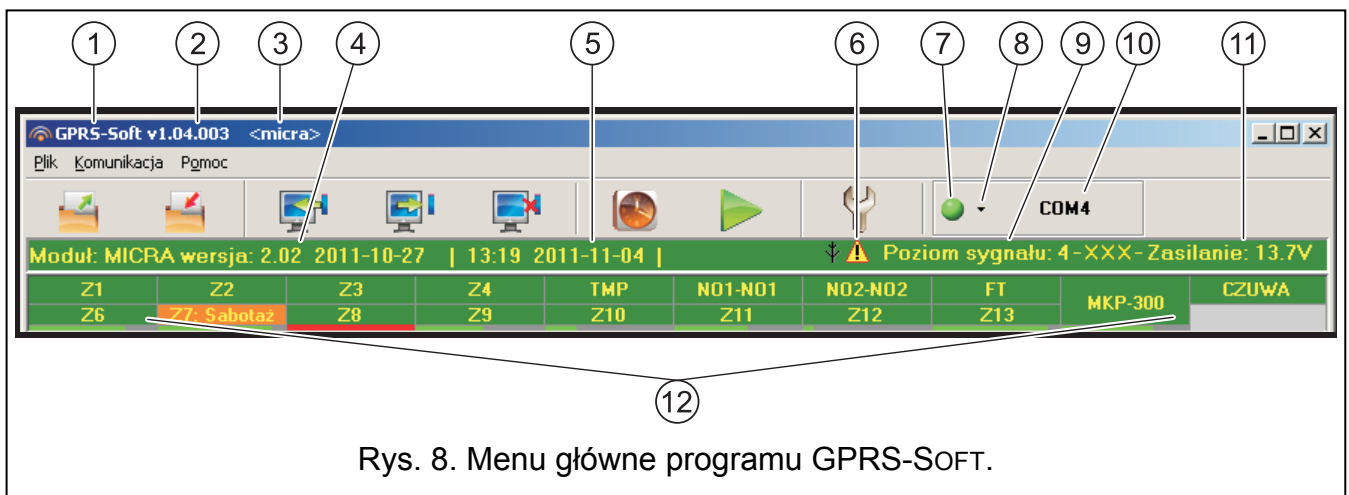 1 2 3 4 5 6 7 8 9 10 11
GPRS-Soft v1.04.003 <micra>
Plik Komunikacja Pomoc
COM4
Moduł: MICRA wersja: 2.02 2011-10-27 | 13:19 2011-11-04 | Poziom sygnału: 4-XXX-Zasilanie: 13.7V
Z1 Z2 Z3 Z4 TMP NO1-NO1 NO2-NO2 FT MKP-300 CZUWA
Z6 Z7: Sabotaż Z8 Z9 Z10 Z11 Z12 Z13
12
Rys. 8. Menu główne programu GPRS-SOFT.